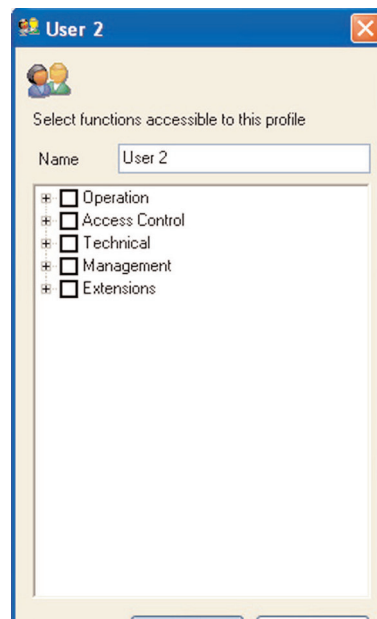 User 2
Select functions accessible to this profile
Name User 2
Operation
Access Control
Technical
Management
Extensions